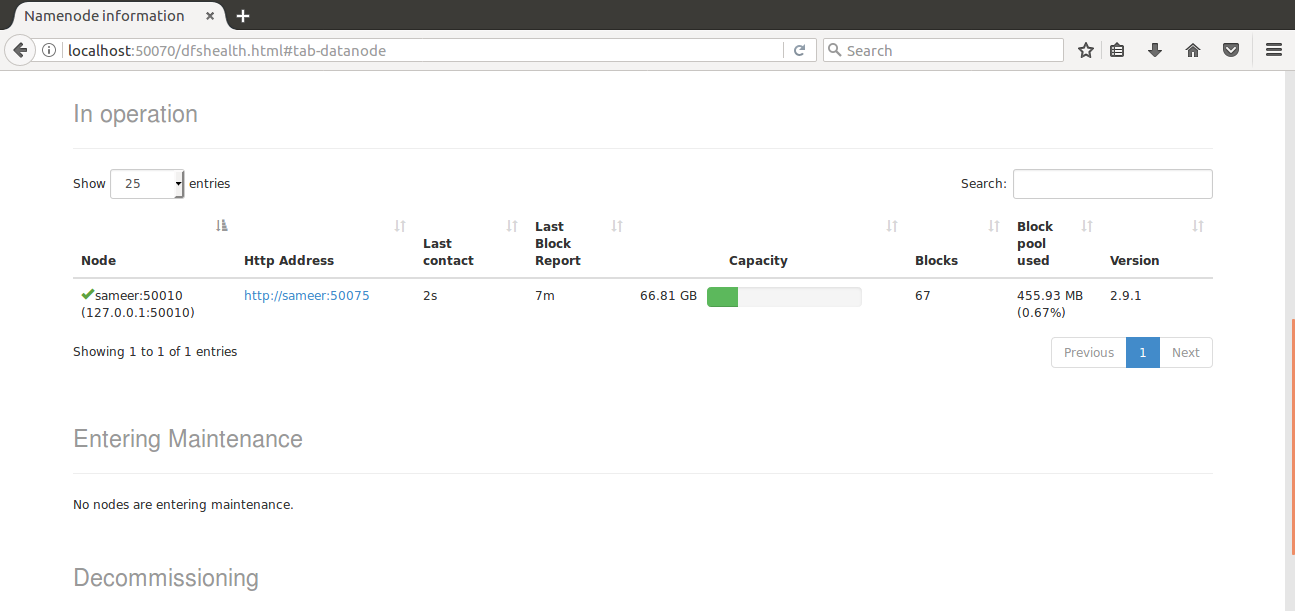 Namenode information
localhost:50070/dfshealth.html#tab-datanode
Search
In operation
Show 25 entries
Search:
Node Http Address Last contact Last Block Report Capacity Blocks Block pool used Version
sameer:50010 http://sameer:50075 2s 7m 66.81 GB 67 455.93 MB 2.9.1
(127.0.0.1:50010) (0.67%)
Showing 1 to 1 of 1 entries
Previous 1 Next
Entering Maintenance
No nodes are entering maintenance.
Decommissioning